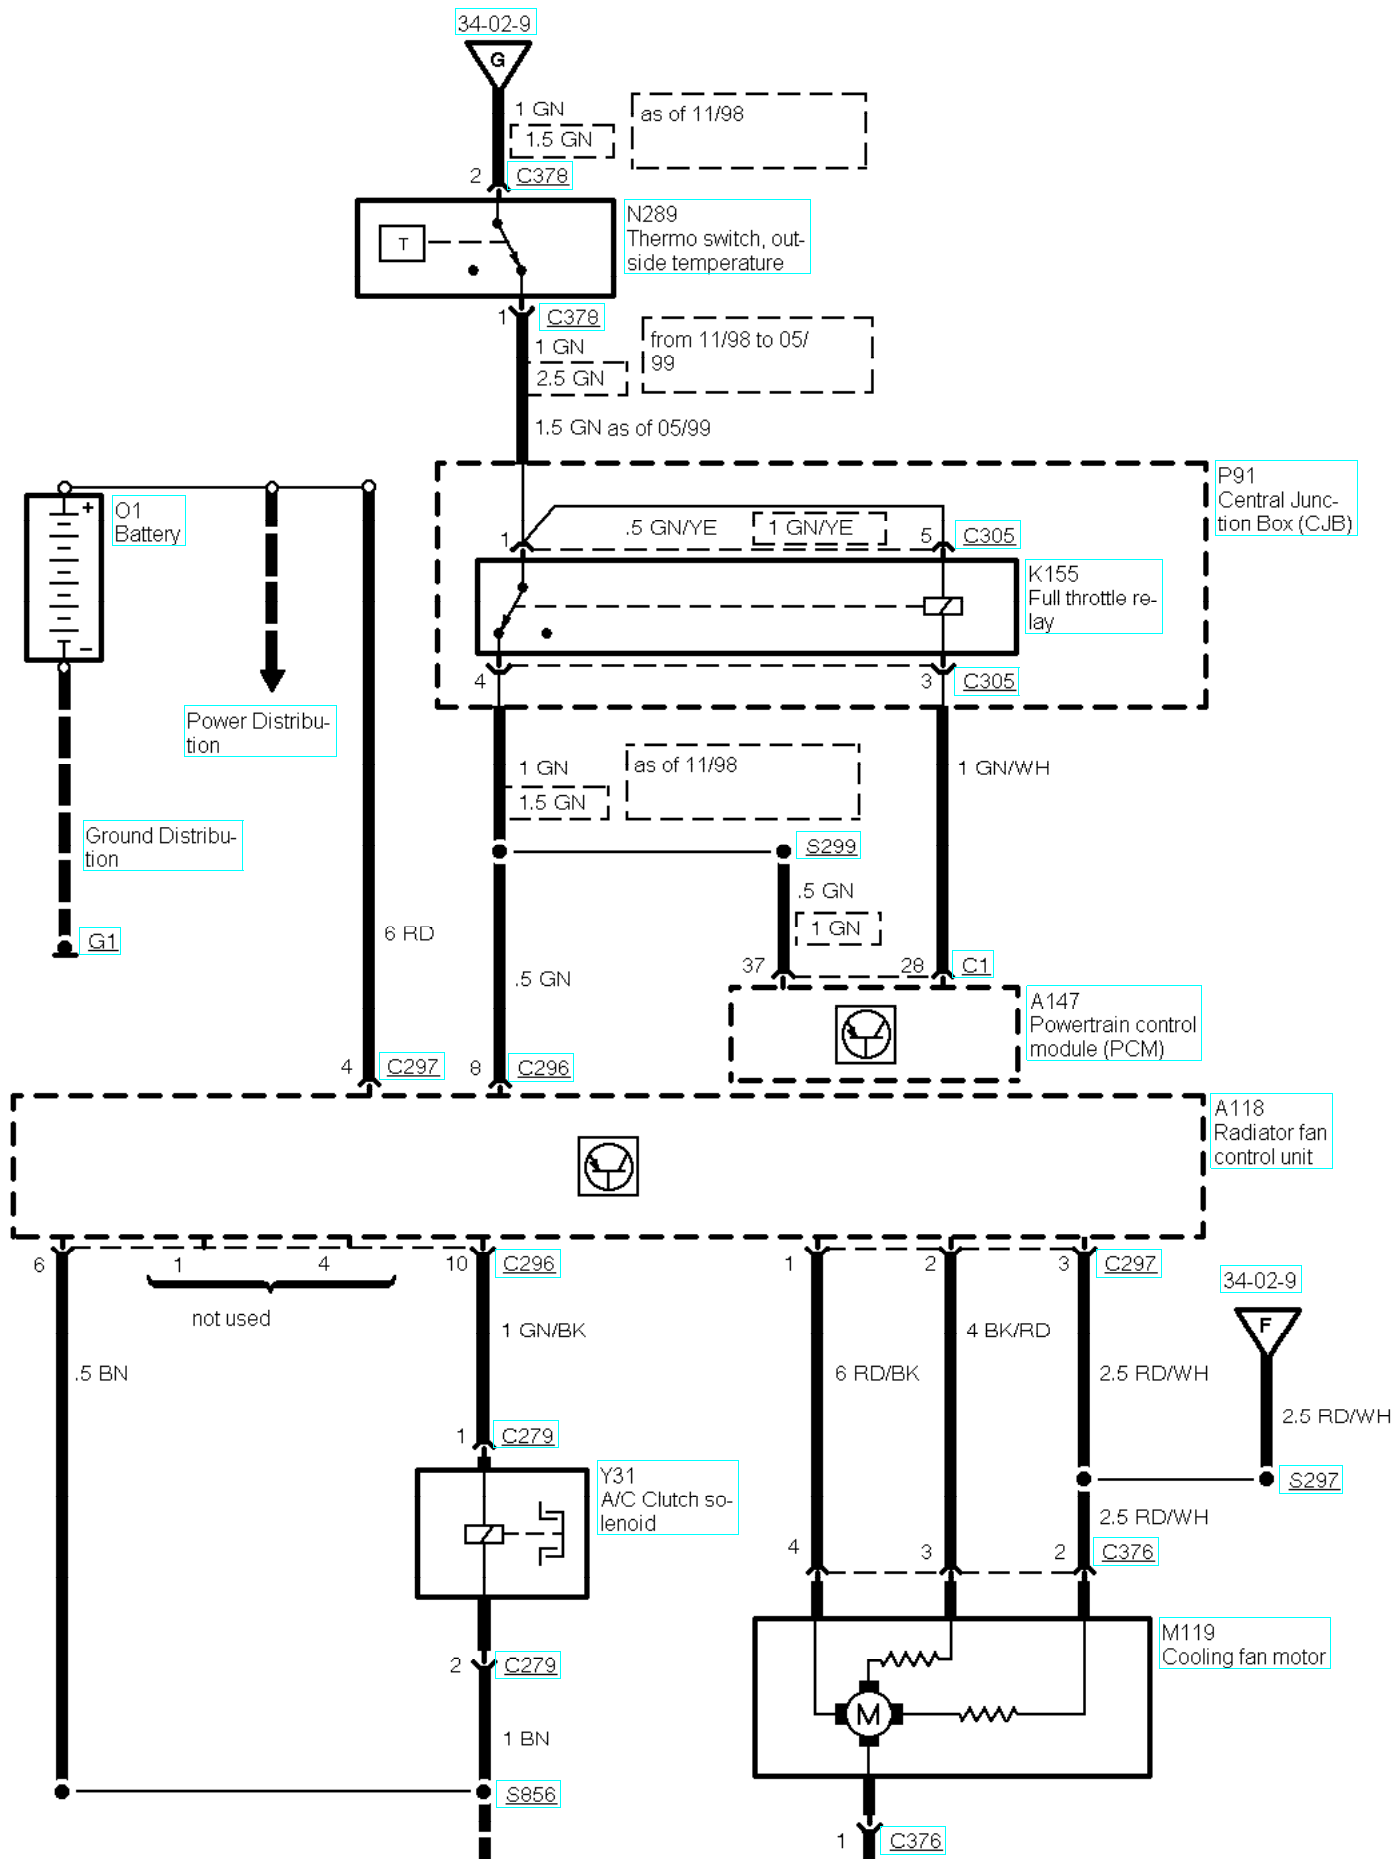 34-02-9
G
1 GN
1.5 GN
as of 11/98
2
C378
N289
Thermo switch, out-
side temperature
T
1
C378
1 GN
2.5 GN
from 11/98 to 05/
99
1.5 GN as of 05/99
P91
Central Junc-
tion Box (CJB)
+
O1
Battery
–
.5 GN/YE
1 GN/YE
1
5
C305
K155
Full throttle re-
lay
4
3
C305
Power Distribu-
tion
1 GN
1.5 GN
as of 11/98
1 GN/WH
Ground Distribu-
tion
S299
.5 GN
1 GN
G1
6 RD
.5 GN
37
28
C1
A147
Powertrain control
module (PCM)
4
C297
8
C296
A118
Radiator fan
control unit
6
1
4
10
C296
1
2
3
C297
not used
34-02-9
F
1 GN/BK
4 BK/RD
.5 BN
6 RD/BK
2.5 RD/WH
2.5 RD/WH
1
C279
Y31
A/C Clutch so-
lenoid
S297
2.5 RD/WH
4
3
2
C376
M119
Cooling fan motor
M
2
C279
1 BN
S856
1
C376